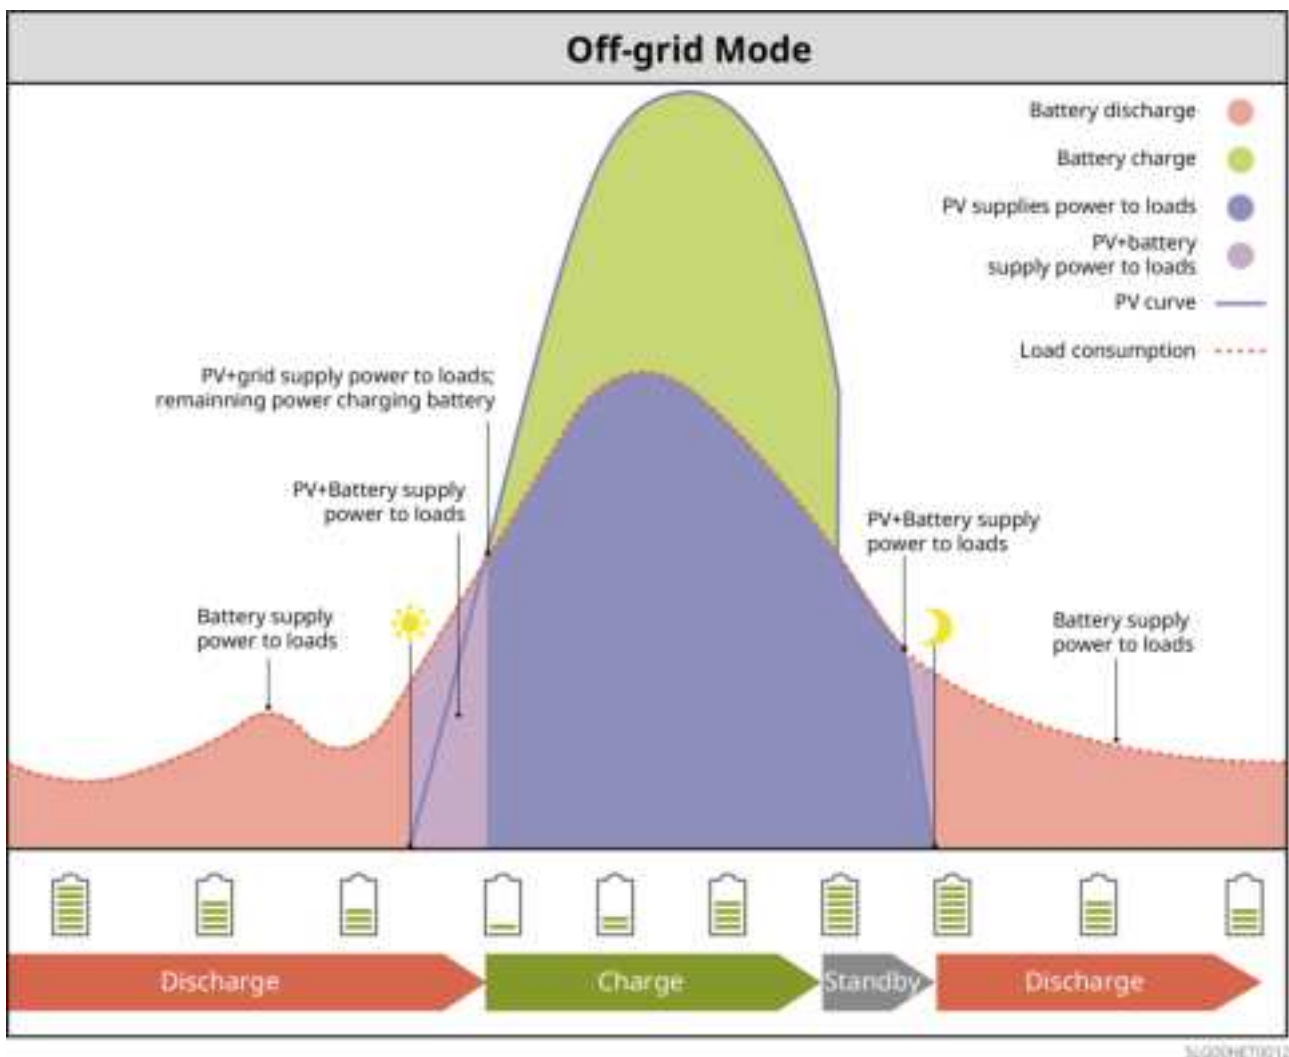 Off-grid Mode
Battery discharge
Battery charge
PV supplies power to loads
PV+battery
supply power to loads
PV curve
Load consumption
PV+grid supply power to loads;
remainning power charging battery
PV+Battery supply
power to loads
PV+Battery supply
power to loads
Battery supply
power to loads
Battery supply
power to loads
Discharge
Charge
Standby
Discharge